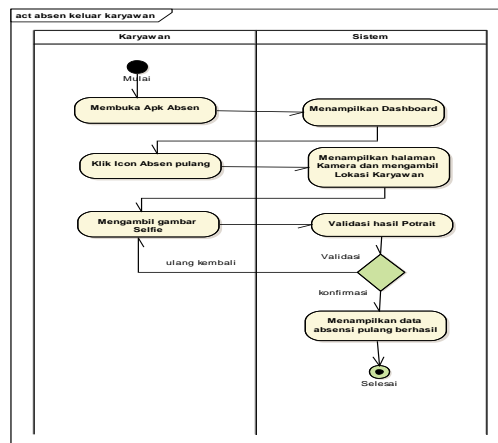 act absen keluar karyawan
Karyawan
Sistem
Mulai
Membuka Apk Absen
Menampilkan Dashboard
Klik Icon Absen pulang
Menampilkan halaman
Kamera dan mengambil
Lokasi Karyawan
Mengambil gambar
Selfie
Validasi hasil Potrait
Validasi
ulang kembali
konfirmasi
Menampilkan data
absensi pulang berhasil
Selesai